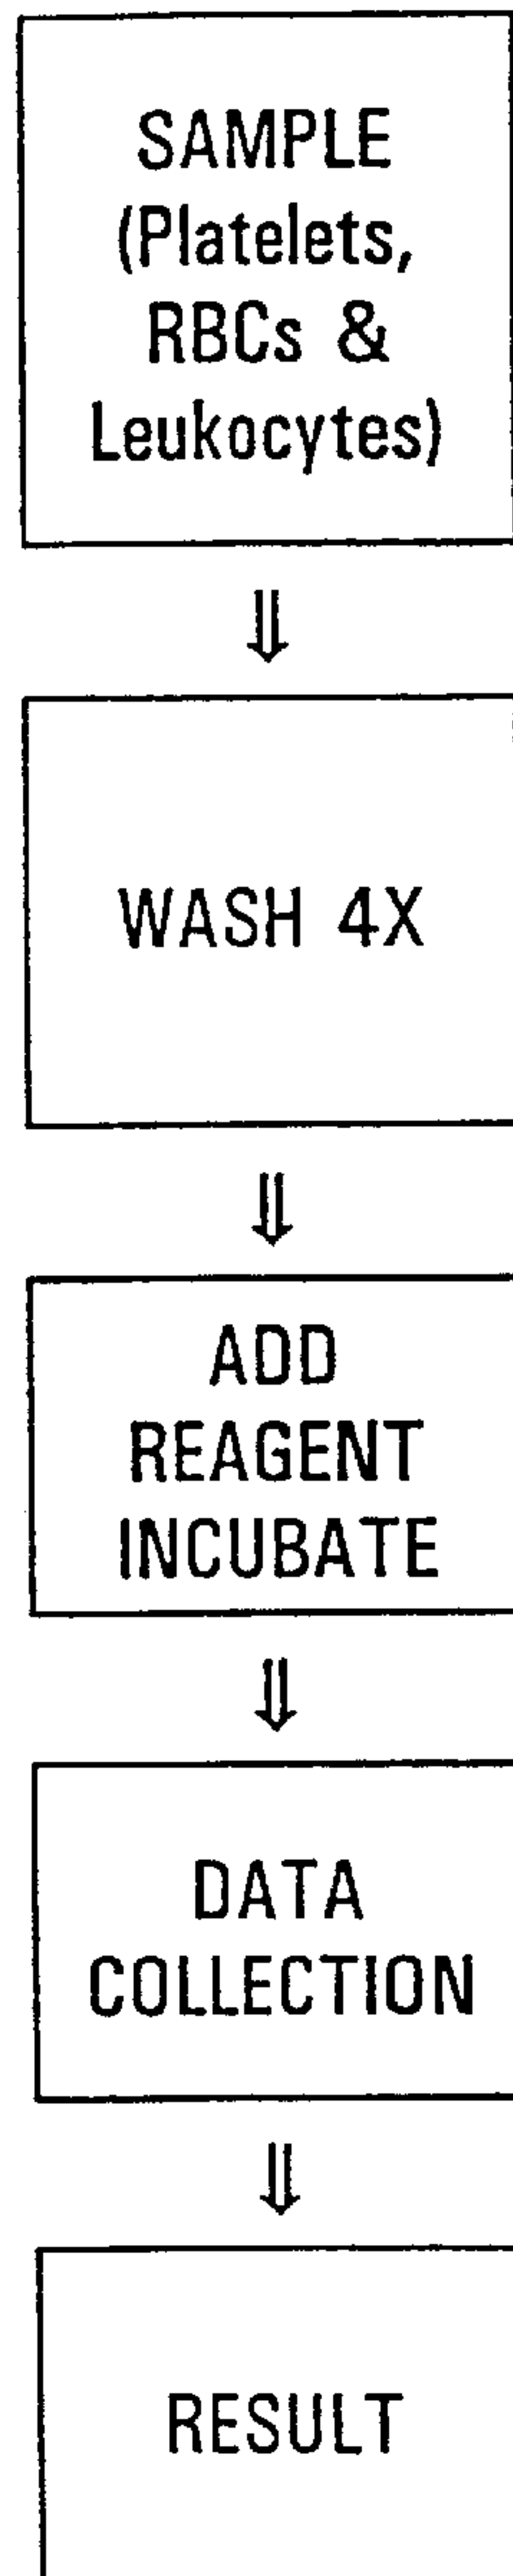 SAMPLE
(Platelets,
RBCs &
Leukocytes)
⇓
WASH 4X
⇓
ADD
REAGENT
INCUBATE
⇓
DATA
COLLECTION
⇓
RESULT